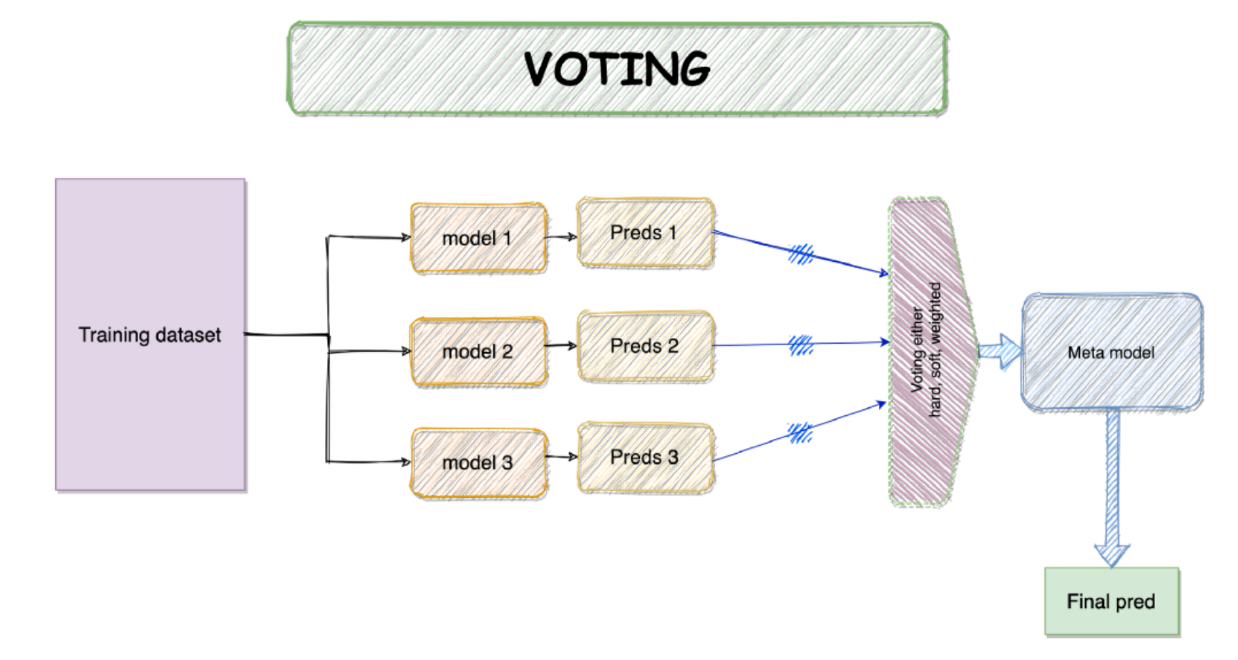 VOTING
Training dataset
model 1
Preds 1
model 2
Preds 2
model 3
Preds 3
Voting either
hard, soft, weighted
Meta model
Final pred